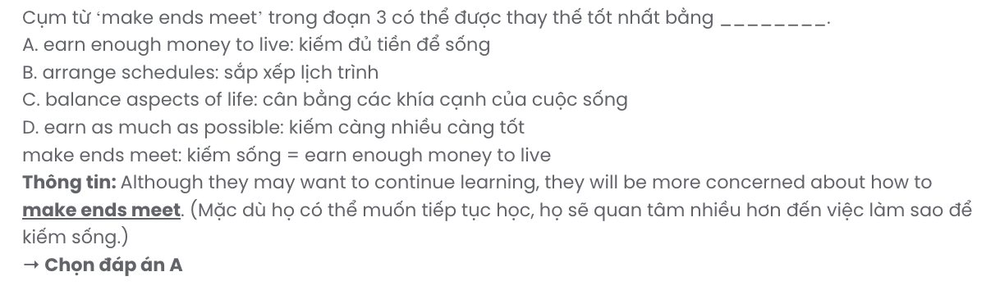 Cụm từ ‘make ends meet’ trong đoạn 3 có thể được thay thế tốt nhất bằng ________.
A. earn enough money to live: kiếm đủ tiền để sống
B. arrange schedules: sắp xếp lịch trình
C. balance aspects of life: cân bằng các khía cạnh của cuộc sống
D. earn as much as possible: kiếm càng nhiều càng tốt
make ends meet: kiếm sống = earn enough money to live
Thông tin: Although they may want to continue learning, they will be more concerned about how to
make ends meet. (Mặc dù họ có thể muốn tiếp tục học, họ sẽ quan tâm nhiều hơn đến việc làm sao để
kiếm sống.)
→ Chọn đáp án A